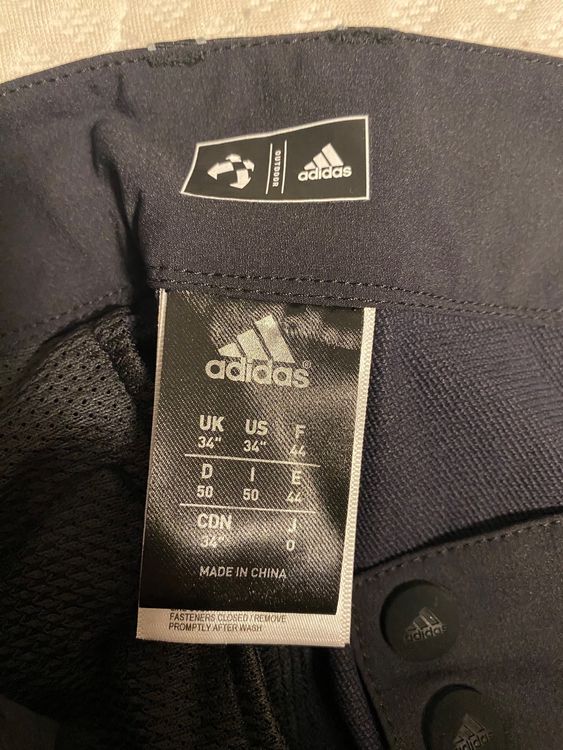 OUTDOOR
adidas
adidas®
UK US F
34" 34" 44
D I E
50 50 44
CDN J
34" O
MADE IN CHINA
FASTENERS CLOSED / REMOVE
PROMPTLY AFTER WASH
adidas
adidas